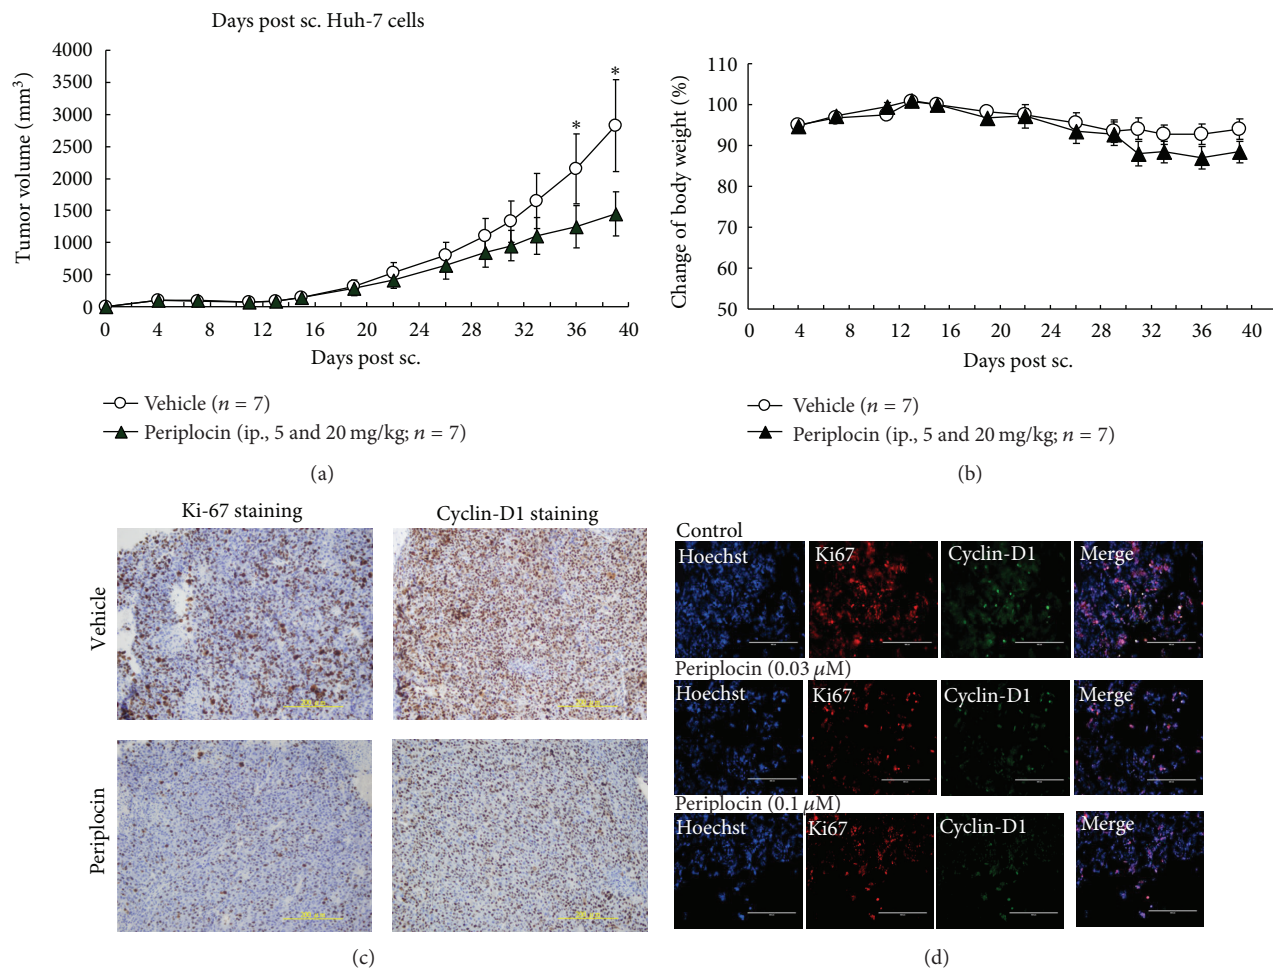 Days post sc. Huh-7 cells
4000
3500
3000
2500
2000
1500
1000
500
0
Tumor volume (mm³)
*
*
0 4 8 12 16 20 24 28 32 36 40
Days post sc.
Vehicle (n = 7)
Periplocin (ip., 5 and 20 mg/kg; n = 7)
(a)
110
100
90
80
70
60
50
Change of body weight (%)
0 4 8 12 16 20 24 28 32 36 40
Days post sc.
Vehicle (n = 7)
Periplocin (ip., 5 and 20 mg/kg; n = 7)
(b)
Ki-67 staining
Cyclin-D1 staining
Vehicle
Periplocin
(c)
Control
Hoechst Ki67 Cyclin-D1 Merge
Periplocin (0.03 μM)
Hoechst Ki67 Cyclin-D1 Merge
Periplocin (0.1 μM)
Hoechst Ki67 Cyclin-D1 Merge
(d)